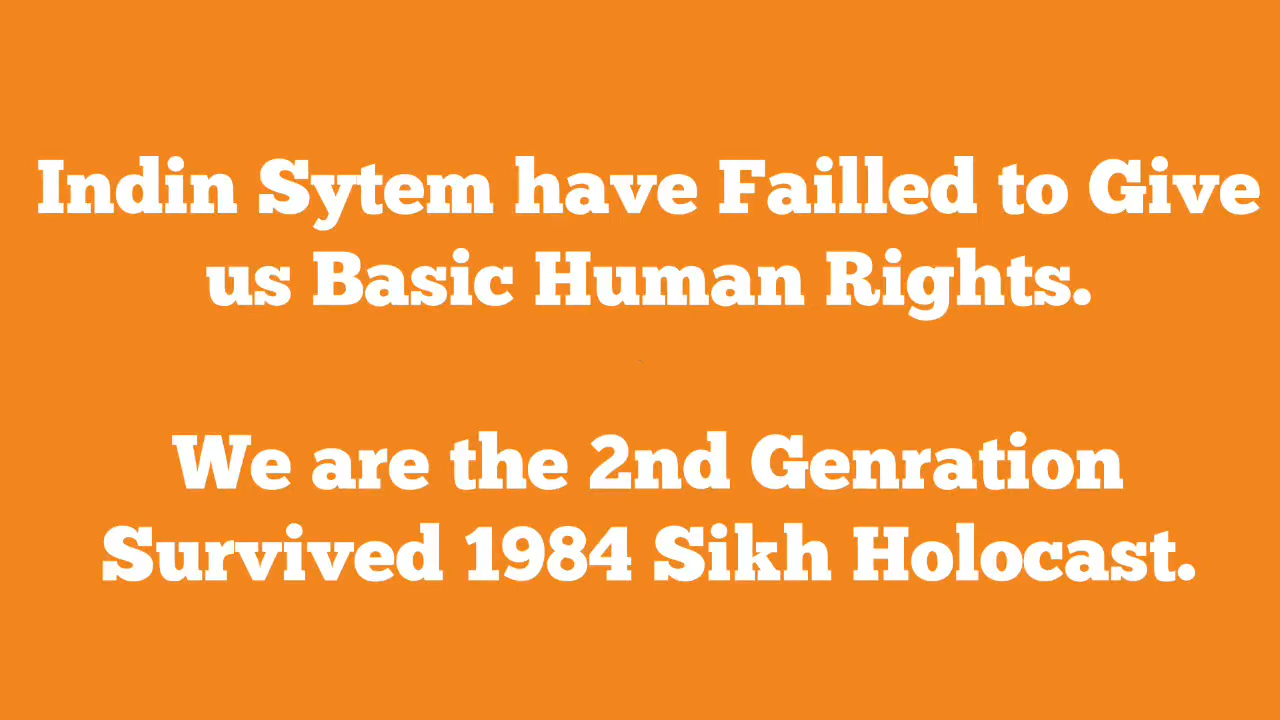 Indin Sytem have Failled to Give
us Basic Human Rights.
We are the 2nd Genration
Survived 1984 Sikh Holocast.